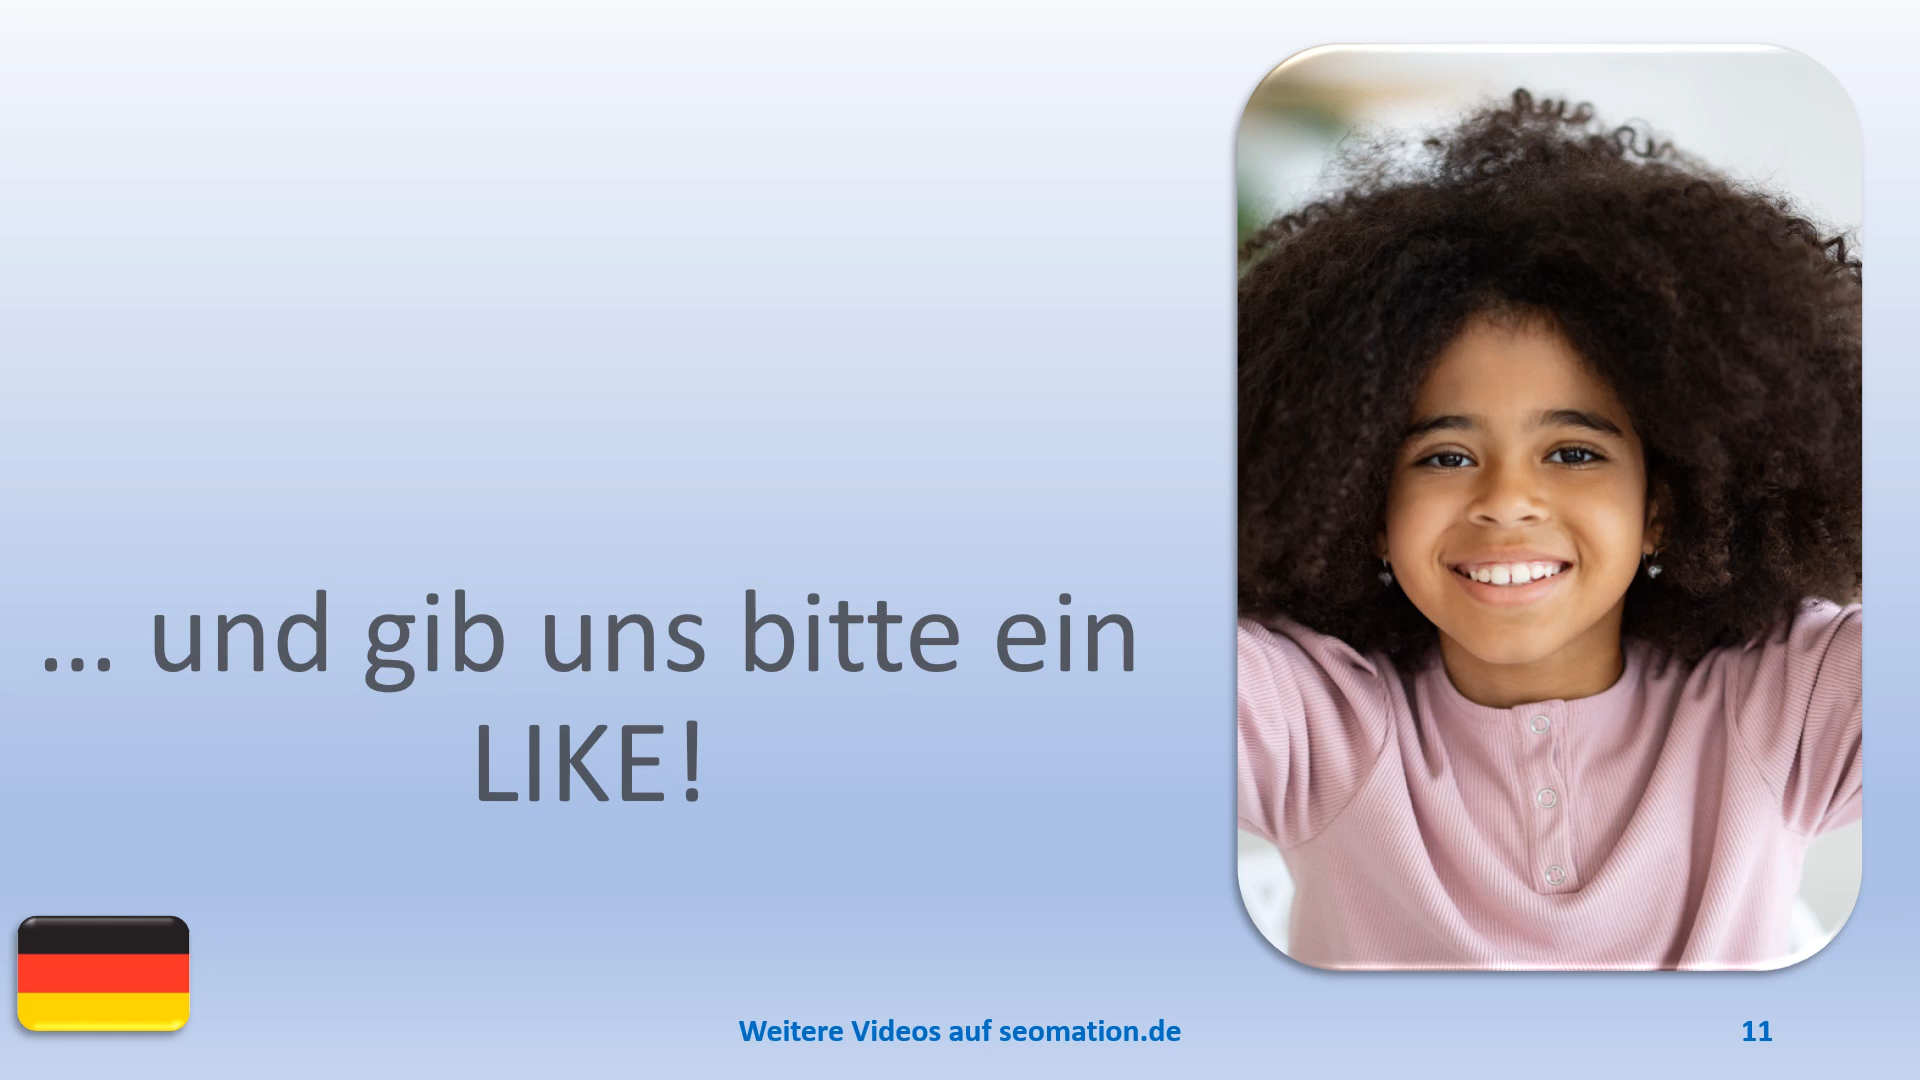 ... und gib uns bitte ein
LIKE!
Weitere Videos auf seomation.de
11